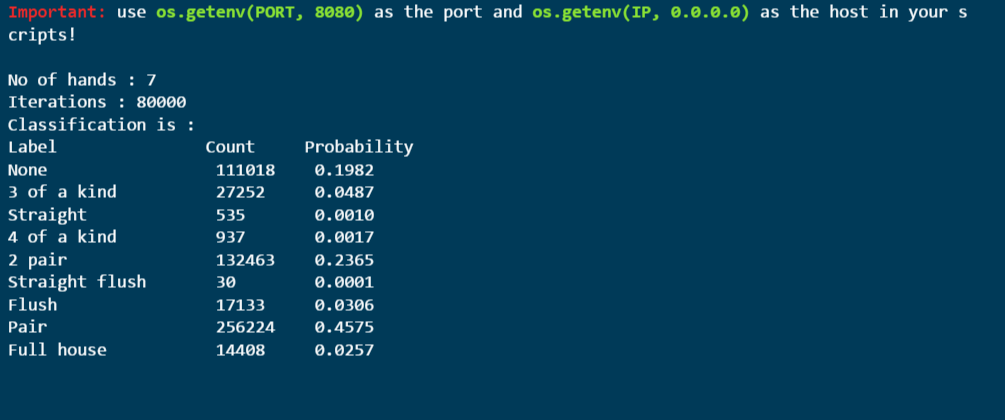 Important: use os.getenv(PORT, 8080) as the port and os.getenv(IP, 0.0.0.0) as the host in your s
cripts!
No of hands : 7
Iterations : 80000
Classification is :
Label Count Probability
None 111018 0.1982
3 of a kind 27252 0.0487
Straight 535 0.0010
4 of a kind 937 0.0017
2 pair 132463 0.2365
Straight flush 30 0.0001
Flush 17133 0.0306
Pair 256224 0.4575
Full house 14408 0.0257